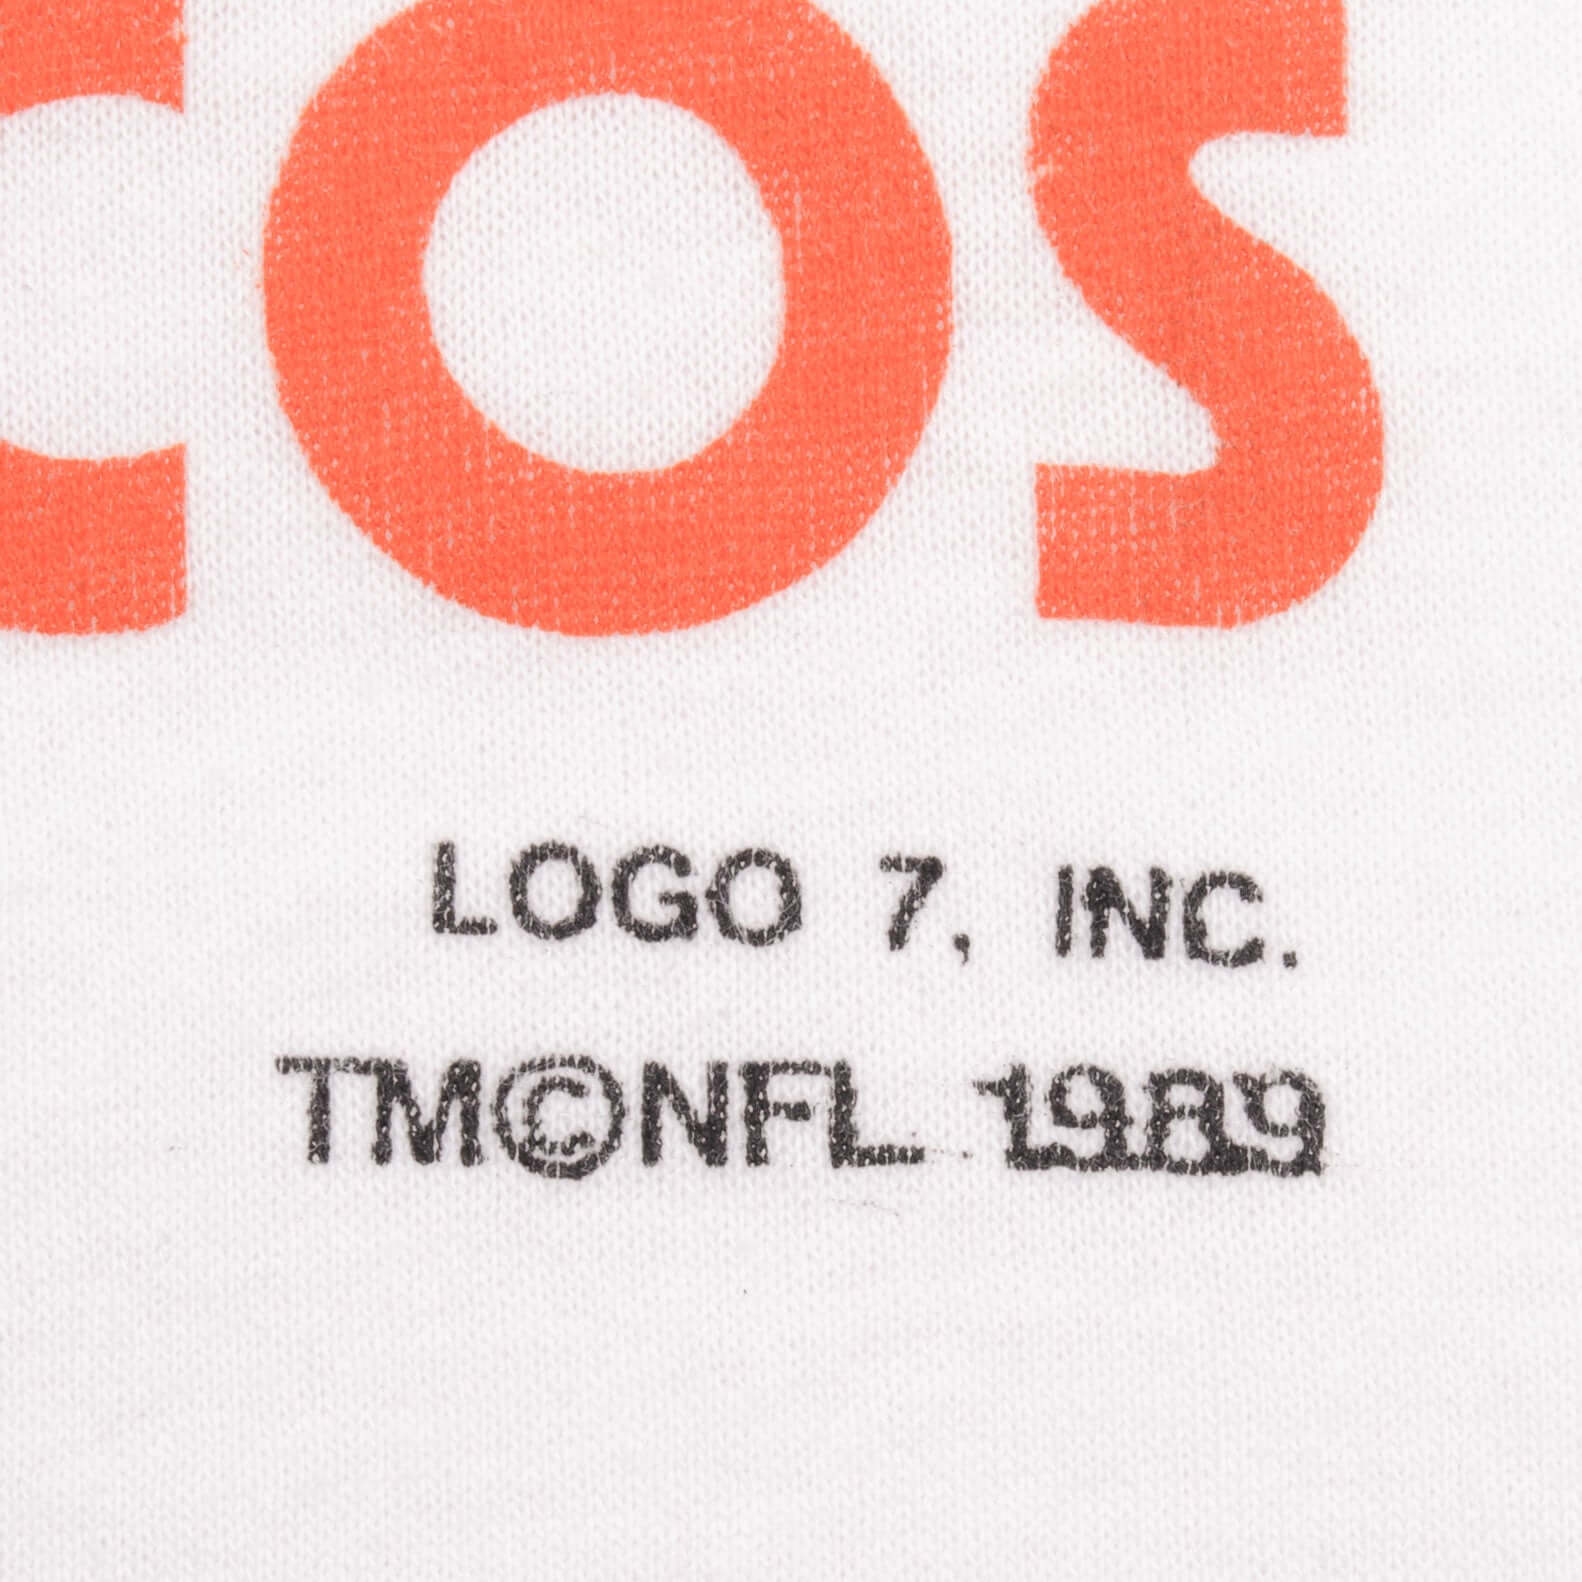 COS
LOGO 7, INC.
TM©NFL 1989